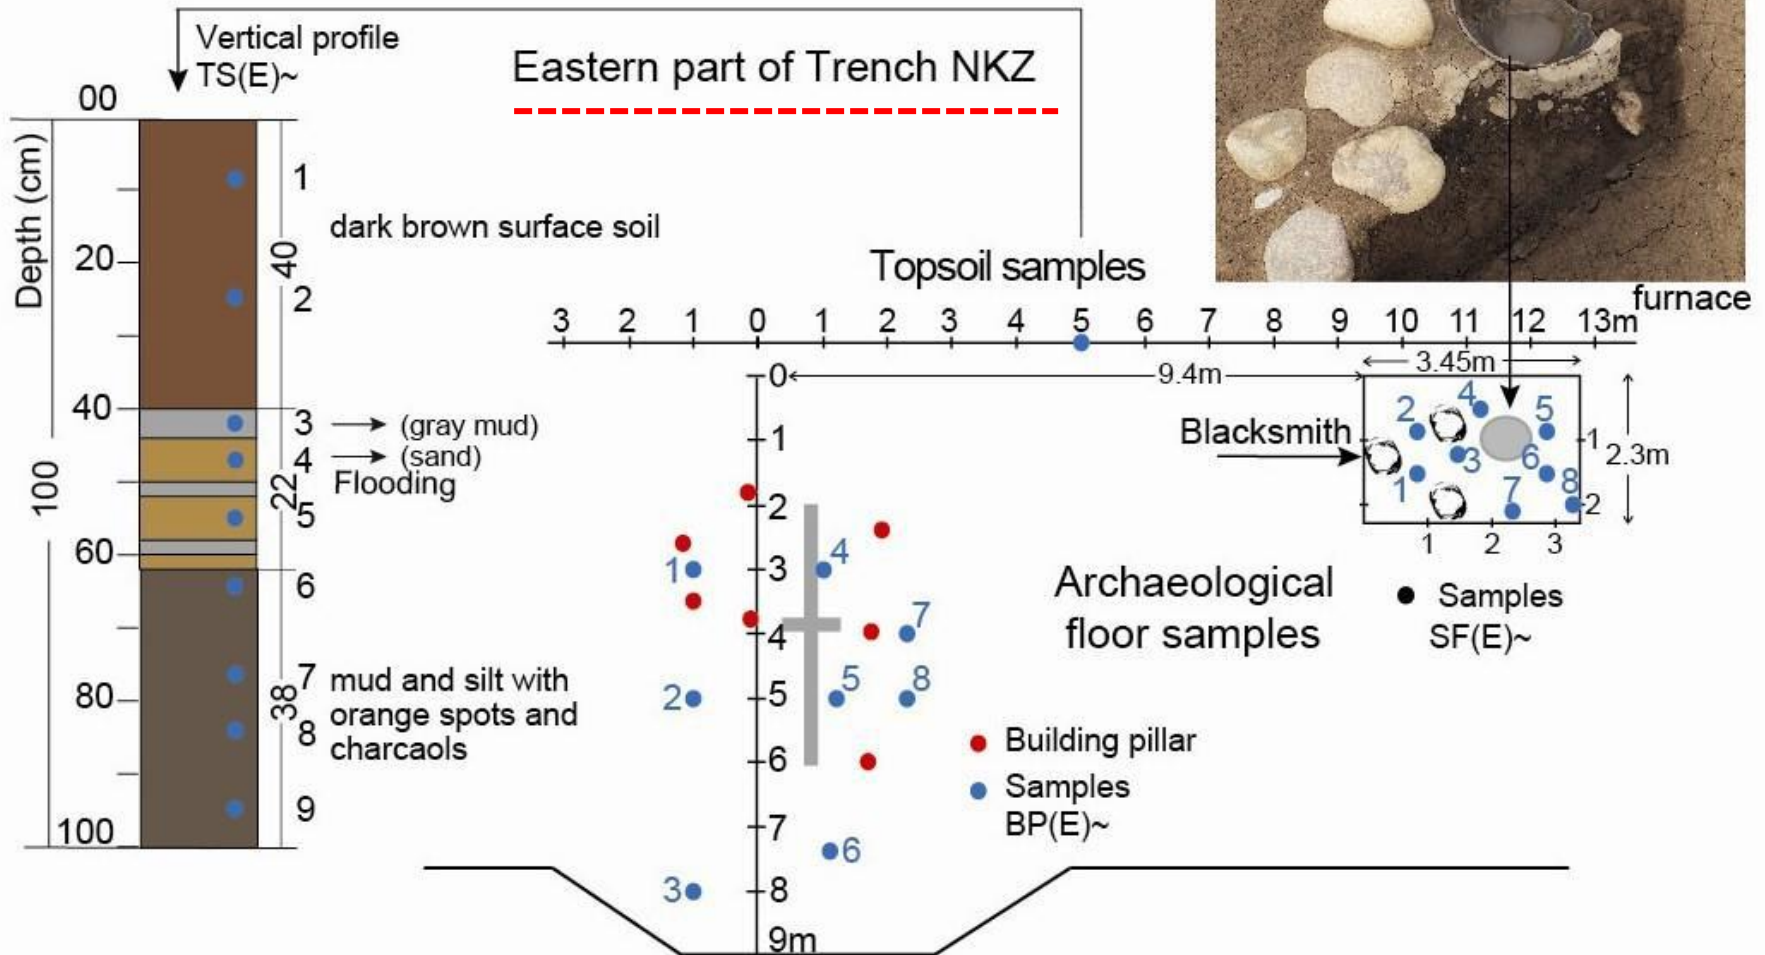 Vertical profile
TS(E)~
Eastern part of Trench NKZ
00
Depth (cm)
1
dark brown surface soil
20
40
2
40
3 (gray mud)
4 (sand)
Flooding
100
22
5
60
6
7
mud and silt with
orange spots and
charcaols
38
80
8
9
100
Topsoil samples
furnace
3 2 1 0 1 2 3 4 5 6 7 8 9 10 11 12 13m
0
9.4m
3.45m
Blacksmith
2 4 5
1
2.3m
3 6
1 7 8
2
1 2 3
1
2
4
1
3
7
4
5 8
2
5
6
7
6
3
8
9m
Building pillar
Samples
BP(E)~
Archaeological
floor samples
Samples
SF(E)~